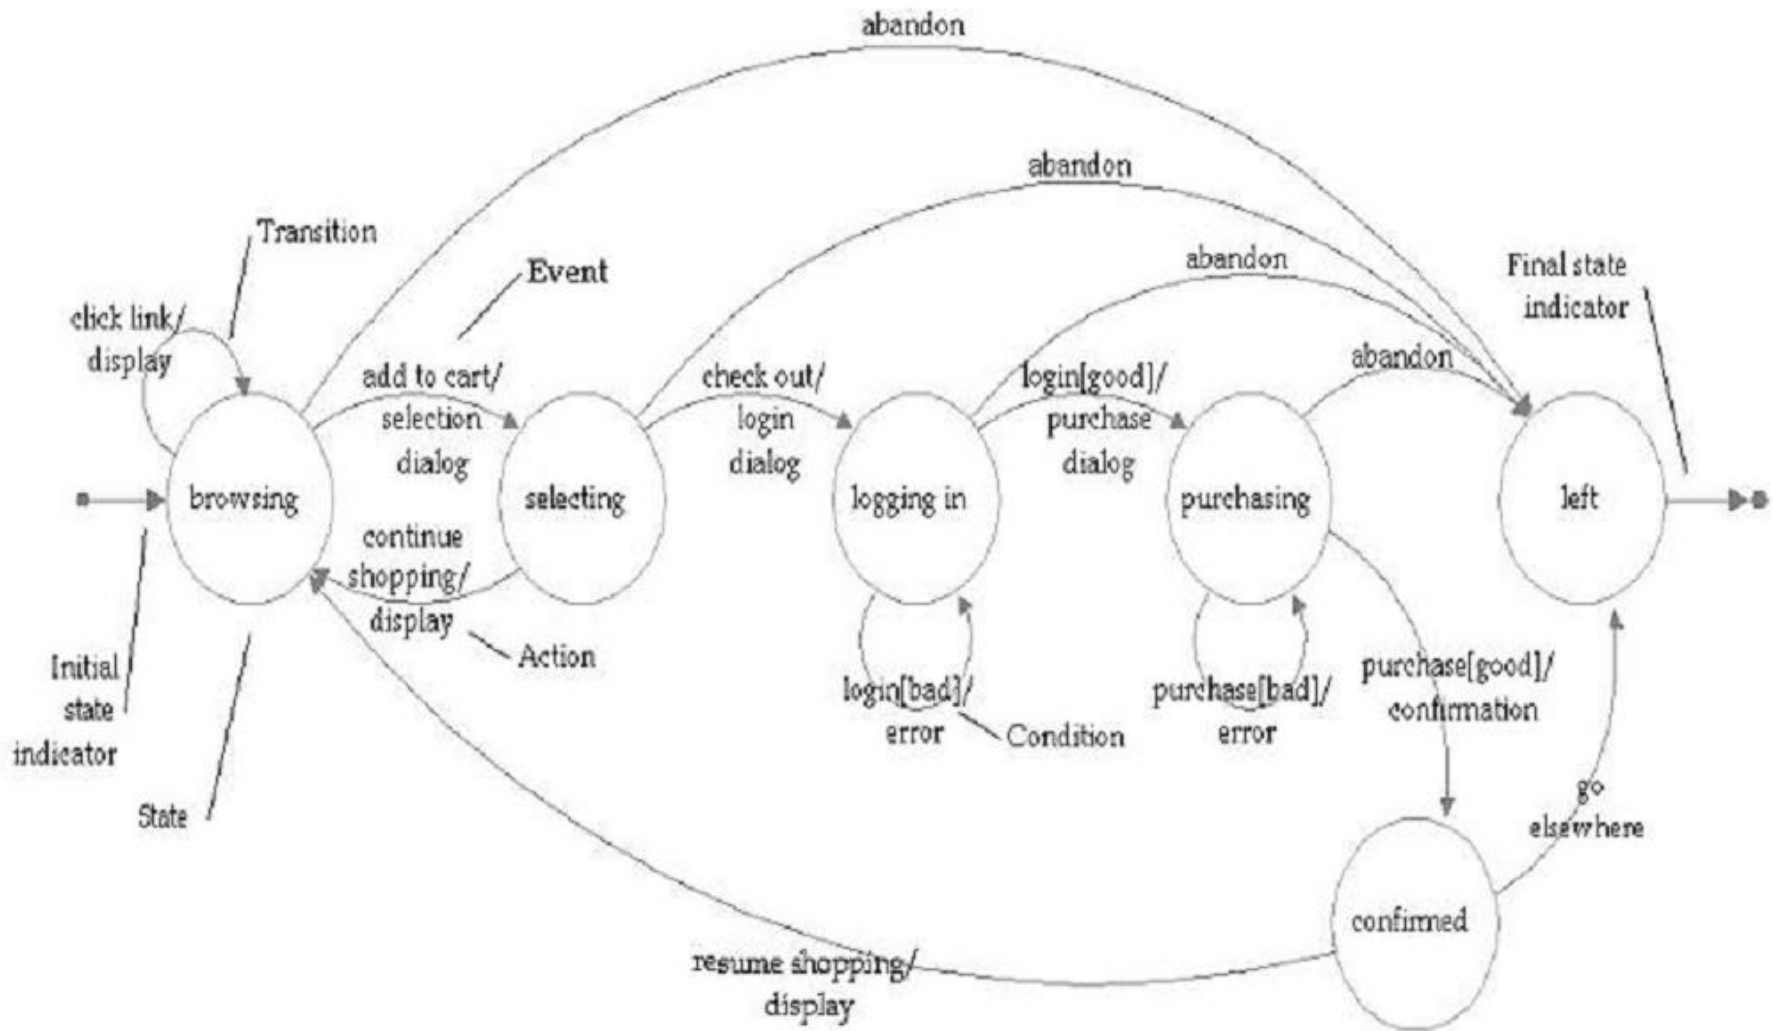 abandon
abandon
Transition
Event
abandon
Final state
indicator
click link/
display
add to cart/
selection
dialog
check out/
login
dialog
login[good]/
purchase
dialog
abandon
browsing
selecting
logging in
purchasing
left
continue
shopping/
display
Action
Initial
state
indicator
State
login[bad]/
error
Condition
purchase[bad]/
error
purchase[good]/
confirmation
go
elsewhere
confirmed
resume shopping/
display